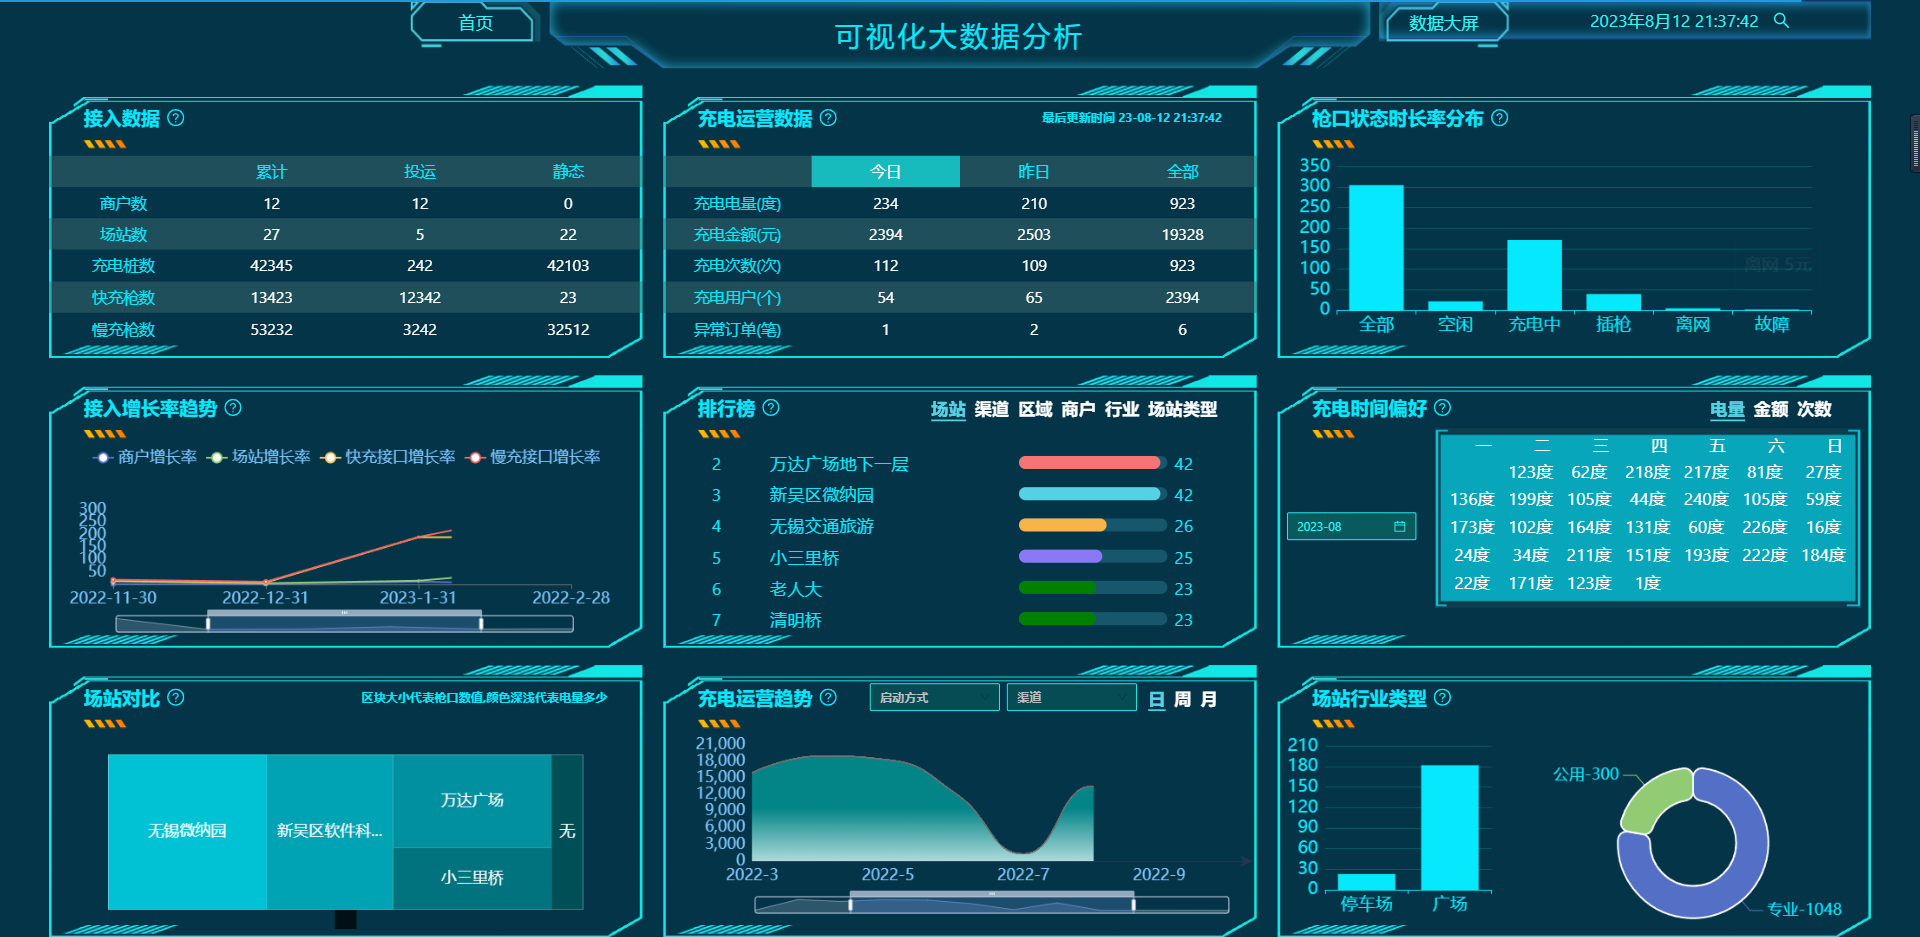 首页
可视化大数据分析
数据大屏
2023年8月12 21:37:42
接入数据
累计 投运 静态
商户数 12 12 0
场站数 27 5 22
充电桩数 42345 242 42103
快充枪数 13423 12342 23
慢充枪数 53232 3242 32512
充电运营数据 最后更新时间 23-08-12 21:37:42
今日 昨日 全部
充电电量(度) 234 210 923
充电金额(元) 2394 2503 19328
充电次数(次) 112 109 923
充电用户(个) 54 65 2394
异常订单(笔) 1 2 6
枪口状态时长率分布
350
300
250
200
150
100
50
0
离网 5元
全部 空闲 充电中 插枪 离网 故障
接入增长率趋势
商户增长率 场站增长率 快充接口增长率 慢充接口增长率
300
250
200
150
100
50
2022-11-30 2022-12-31 2023-1-31 2022-2-28
排行榜 场站 渠道 区域 商户 行业 场站类型
2 万达广场地下一层 42
3 新吴区微纳园 42
4 无锡交通旅游 26
5 小三里桥 25
6 老人大 23
7 清明桥 23
充电时间偏好 电量 金额 次数
2023-08
一 二 三 四 五 六 日
123度 62度 218度 217度 81度 27度
136度 199度 105度 44度 240度 105度 59度
173度 102度 164度 131度 60度 226度 16度
24度 34度 211度 151度 193度 222度 184度
22度 171度 123度 1度
场站对比 区块大小代表枪口数值,颜色深浅代表电量多少
无锡微纳园
新吴区软件科...
万达广场
小三里桥
无
充电运营趋势 启动方式 渠道 日 周 月
21,000
18,000
15,000
12,000
9,000
6,000
3,000
0
2022-3 2022-5 2022-7 2022-9
场站行业类型
210
180
150
120
90
60
30
0
停车场 广场
公用-300
专业-1048